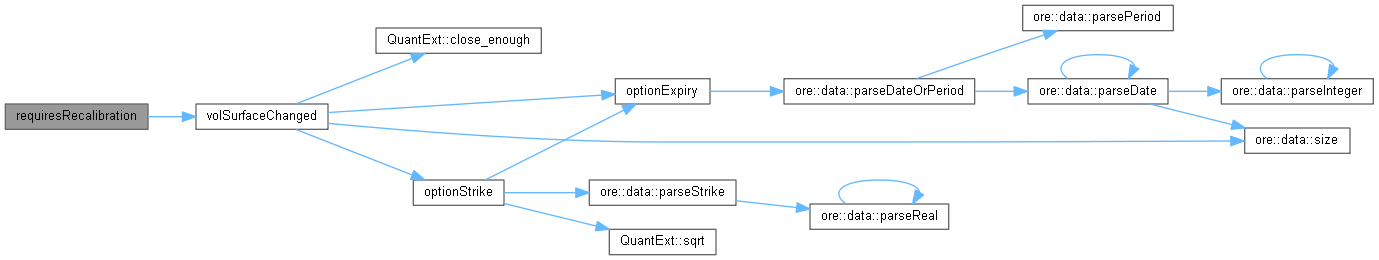 requiresRecalibration
volSurfaceChanged
QuantExt::close_enough
optionExpiry
optionStrike
ore::data::parseDateOrPeriod
ore::data::parsePeriod
ore::data::parseDate
ore::data::parseInteger
ore::data::size
ore::data::parseStrike
ore::data::parseReal
QuantExt::sqrt